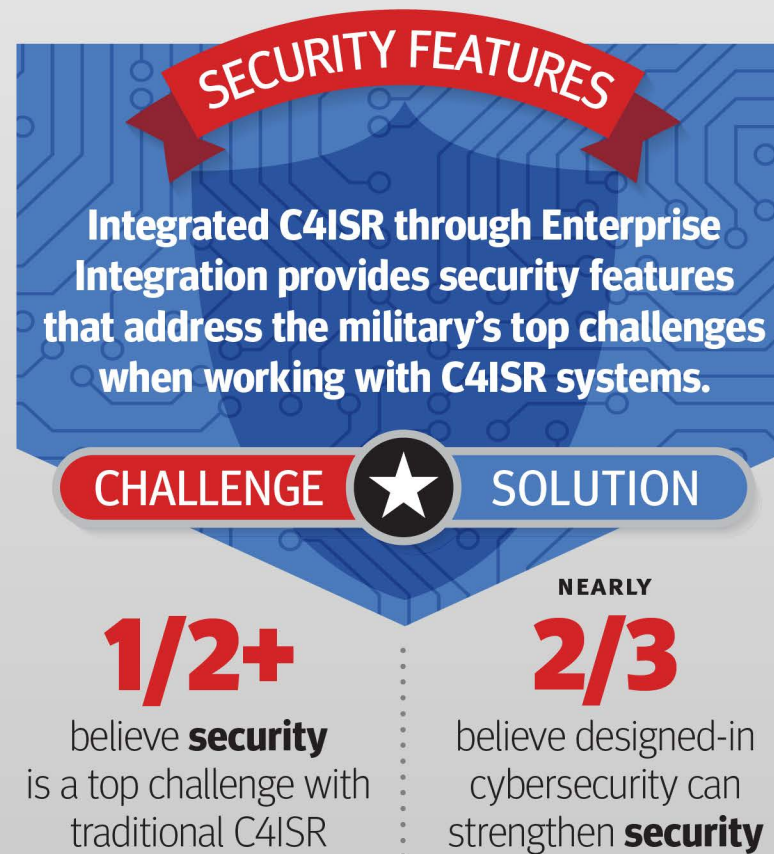 SECURITY FEATURES
Integrated C4ISR through Enterprise
Integration provides security features
that address the military's top challenges
when working with C4ISR systems.
CHALLENGE
SOLUTION
1/2+
believe security
is a top challenge with
traditional C4ISR
NEARLY
2/3
believe designed-in
cybersecurity can
strengthen security